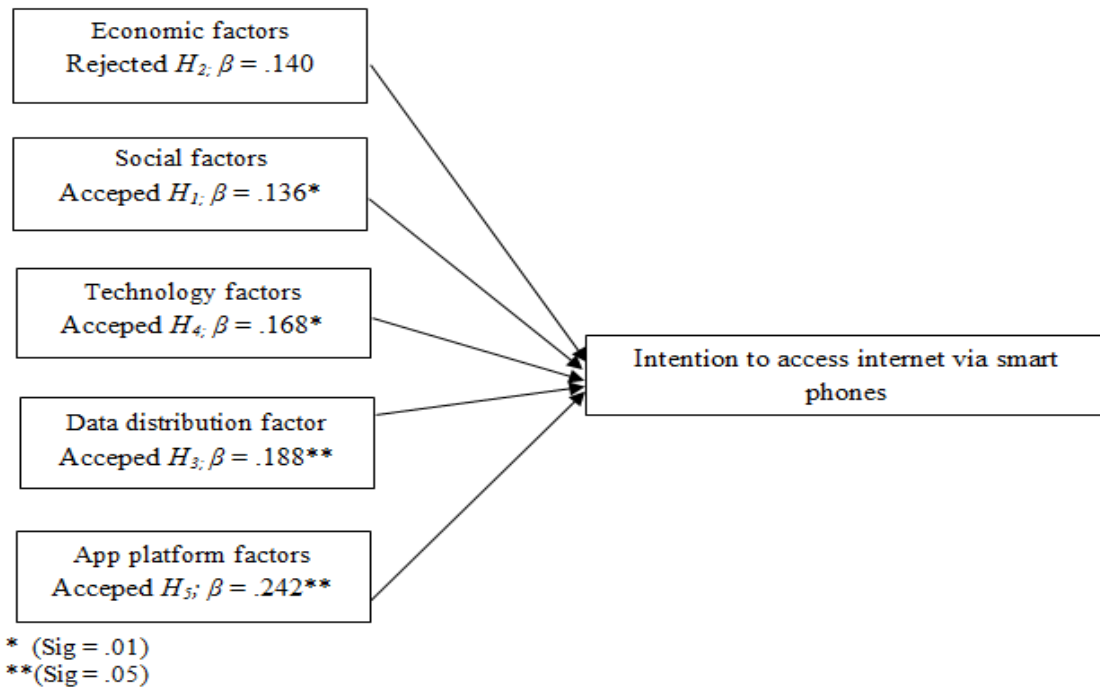 Economic factors
Rejected H2; β = .140
Social factors
Acceped H1; β = .136*
Technology factors
Acceped H4; β = .168*
Data distribution factor
Acceped H3; β = .188**
App platform factors
Acceped H5; β = .242**
Intention to access internet via smart
phones
* (Sig = .01)
**(Sig = .05)